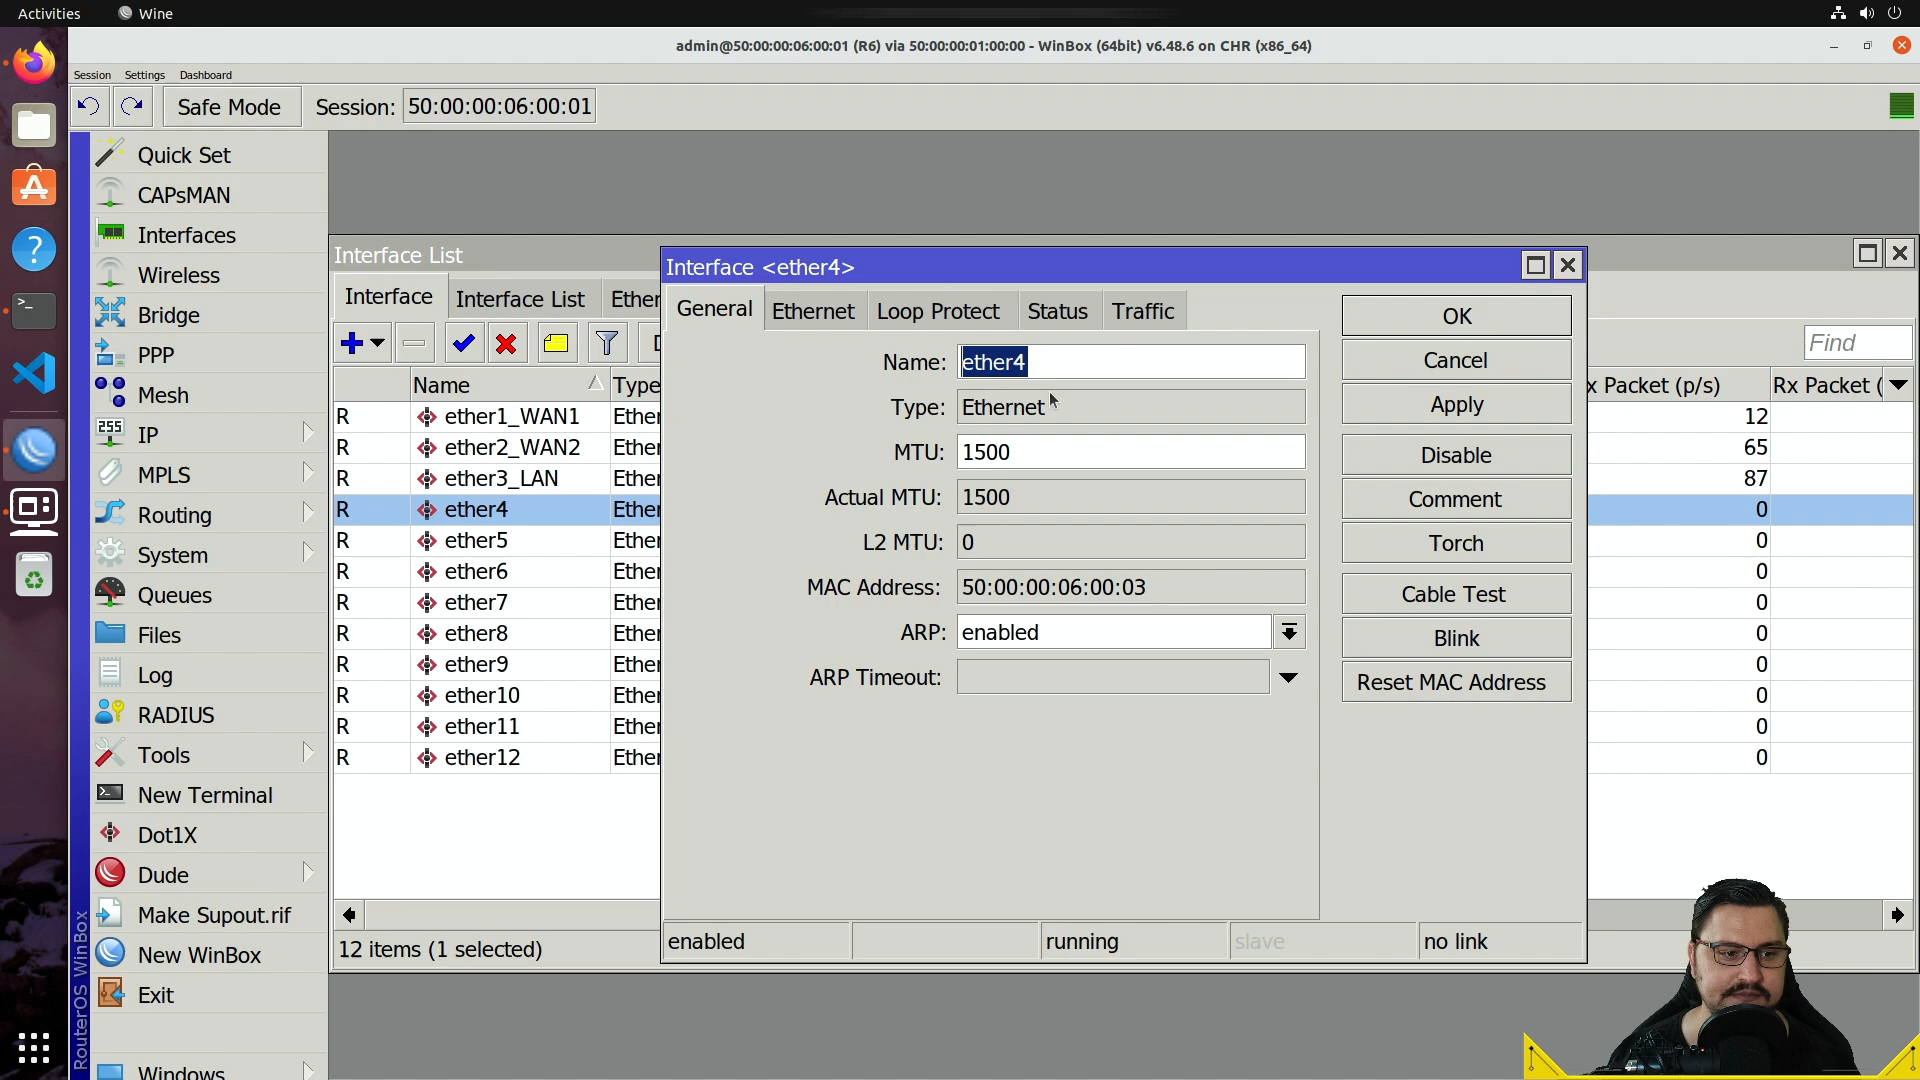 Activities
Wine
admin@50:00:00:06:00:01 (R6) via 50:00:00:01:00:00 - WinBox (64bit) v6.48.6 on CHR (x86_64)
Session Settings Dashboard
Safe Mode
Session: 50:00:00:06:00:01
Quick Set
CAPsMAN
Interfaces
Wireless
Bridge
PPP
Mesh
255
IP
MPLS
Routing
System
Queues
Files
Log
RADIUS
Tools
New Terminal
Dot1X
Dude
Make Supout.rif
New WinBox
Exit
Windows
RouterOS WinBox
Interface List
Interface
Interface List
Ether
Find
Name
Type
x Packet (p/s)
Rx Packet (
R ether1_WAN1 Ether 12
R ether2_WAN2 Ether 65
R ether3_LAN Ether 87
R ether4 Ether 0
R ether5 Ether 0
R ether6 Ether 0
R ether7 Ether 0
R ether8 Ether 0
R ether9 Ether 0
R ether10 Ether 0
R ether11 Ether 0
R ether12 Ether 0
12 items (1 selected)
Interface <ether4>
General Ethernet Loop Protect Status Traffic
Name: ether4
Type: Ethernet
MTU: 1500
Actual MTU: 1500
L2 MTU: 0
MAC Address: 50:00:00:06:00:03
ARP: enabled
ARP Timeout:
OK
Cancel
Apply
Disable
Comment
Torch
Cable Test
Blink
Reset MAC Address
enabled
running
slave
no link